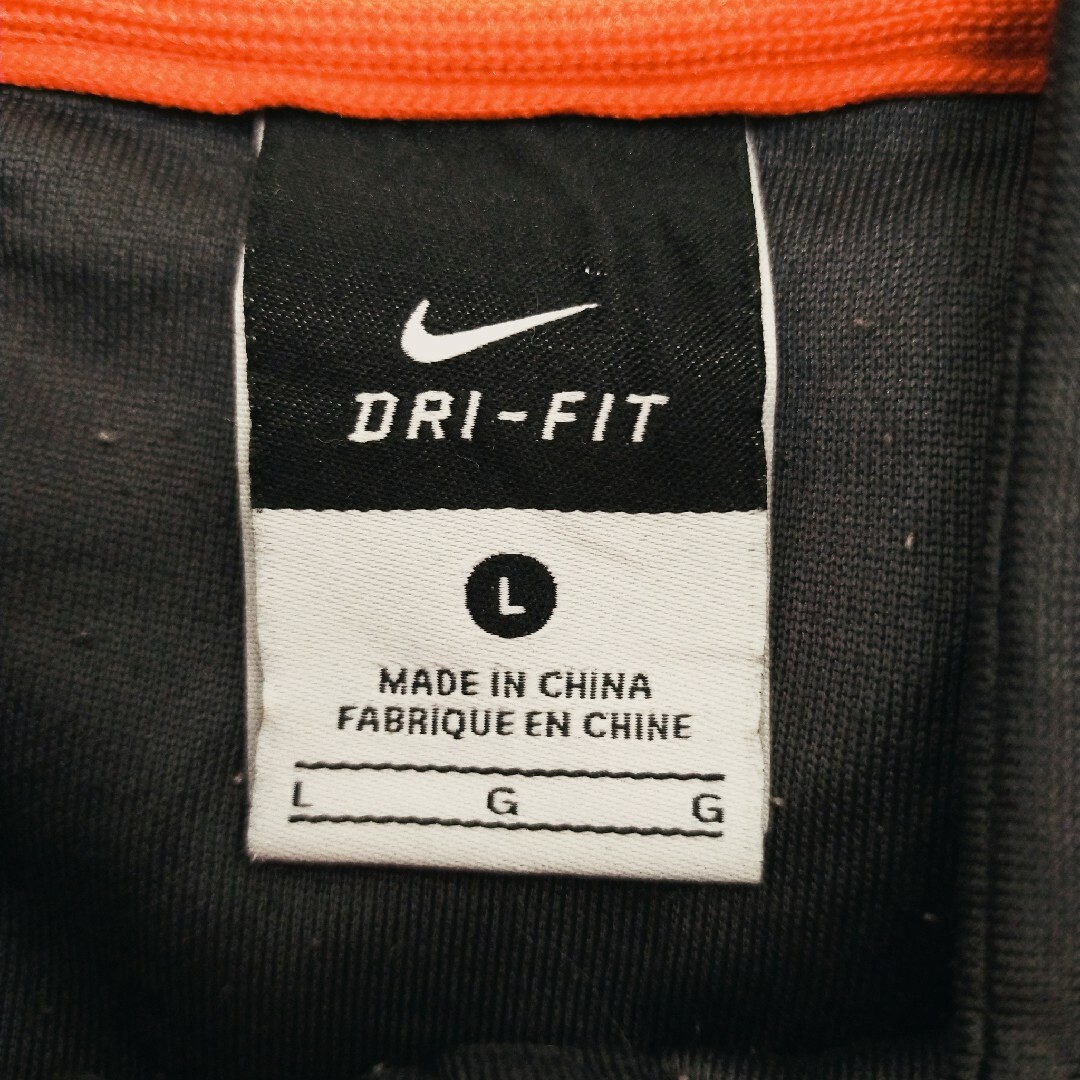 DRI-FIT
L
MADE IN CHINA
FABRIQUE EN CHINE
L G G